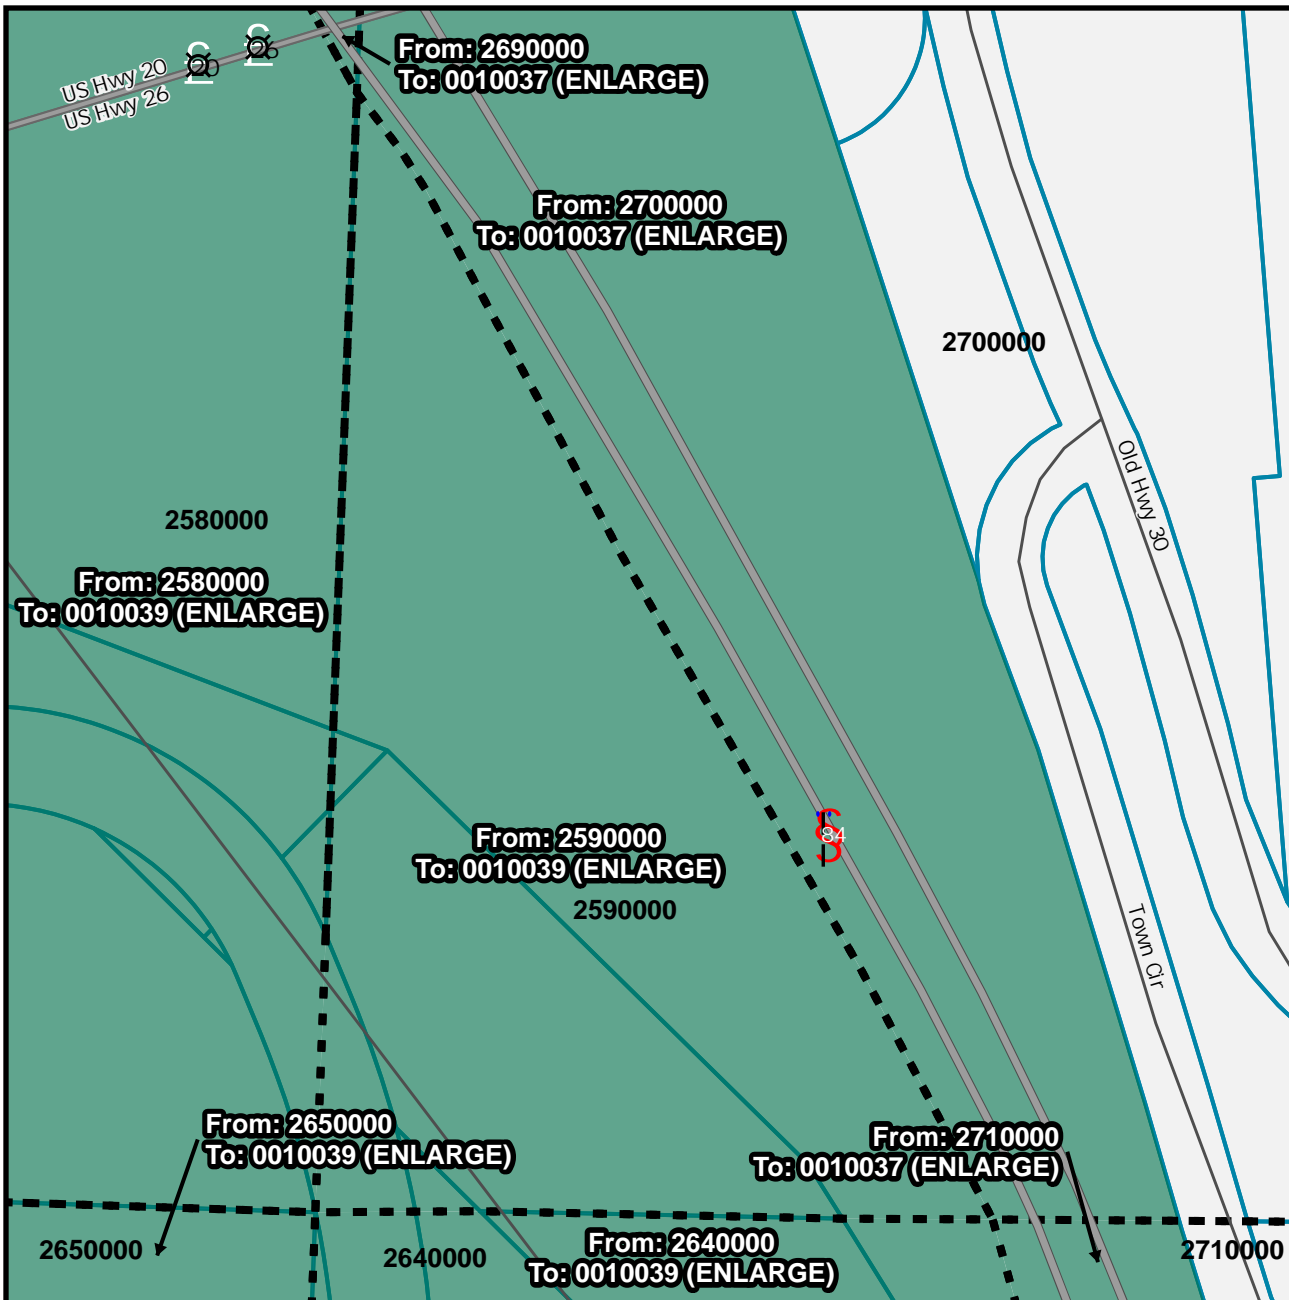 From: 2690000
To: 0010037 (ENLARGE)
20
26
US Hwy 20
US Hwy 26
From: 2700000
To: 0010037 (ENLARGE)
2700000
Old Hwy 30
2580000
From: 2580000
To: 0010039 (ENLARGE)
84
From: 2590000
To: 0010039 (ENLARGE)
2590000
Town Cir
From: 2650000
To: 0010039 (ENLARGE)
From: 2710000
To: 0010037 (ENLARGE)
2650000
2640000
From: 2640000
To: 0010039 (ENLARGE)
2710000